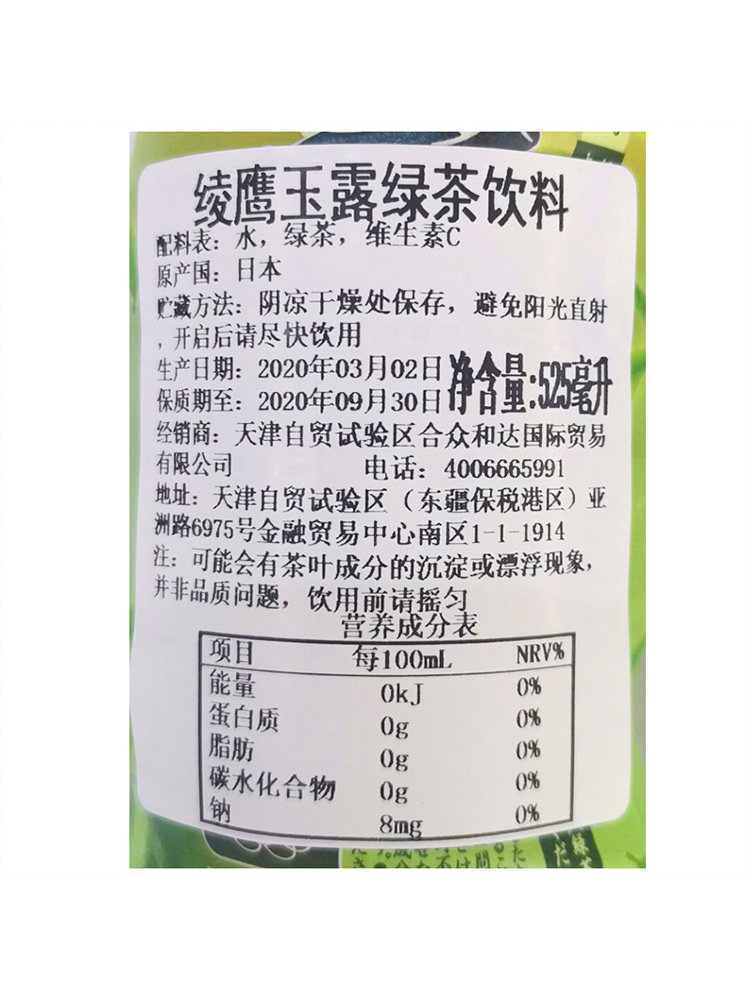 绫鹰玉露绿茶饮料
配料表：水，绿茶，维生素C
原产国：日本
贮藏方法：阴凉干燥处保存，避免阳光直射
，开启后请尽快饮用
生产日期：2020年03月02日
保质期至：2020年09月30日
净含量:525毫升
经销商：天津自贸试验区合众和达国际贸易
有限公司 电话：4006665991
地址：天津自贸试验区（东疆保税港区）亚
洲路6975号金融贸易中心南区1-1-1914
注：可能会有茶叶成分的沉淀或漂浮现象，
并非品质问题，饮用前请摇匀
营养成分表
项目 每100mL NRV%
能量 0kJ 0%
蛋白质 0g 0%
脂肪 0g 0%
碳水化合物 0g 0%
钠 8mg 0%